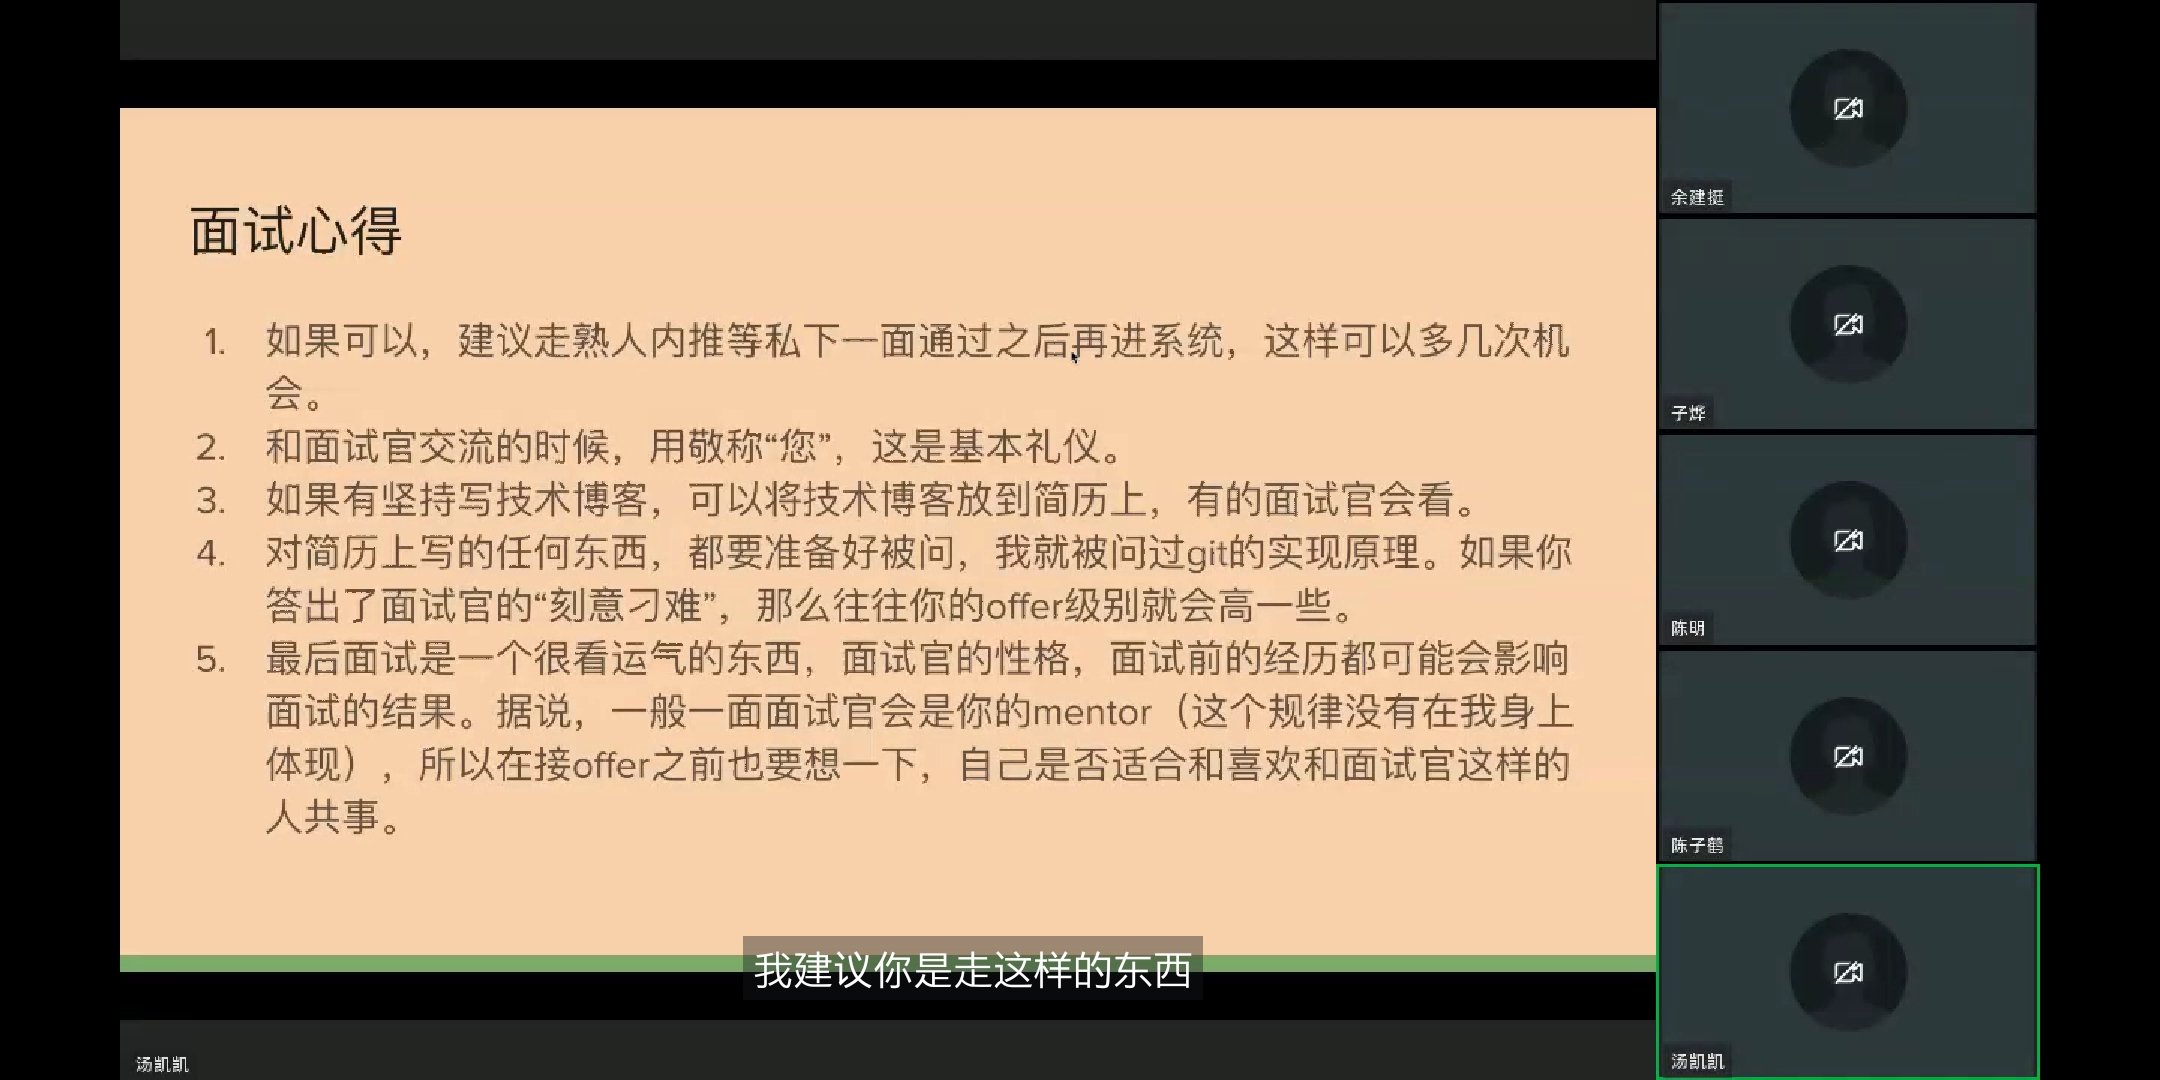 面试心得
1. 如果可以，建议走熟人内推等私下一面通过之后再进系统，这样可以多几次机
会。
2. 和面试官交流的时候，用敬称“您”，这是基本礼仪。
3. 如果有坚持写技术博客，可以将技术博客放到简历上，有的面试官会看。
4. 对简历上写的任何东西，都要准备好被问，我就被问过git的实现原理。如果你
答出了面试官的“刻意刁难”，那么往往你的offer级别就会高一些。
5. 最后面试是一个很看运气的东西，面试官的性格，面试前的经历都可能会影响
面试的结果。据说，一般一面面试官会是你的mentor（这个规律没有在我身上
体现），所以在接offer之前也要想一下，自己是否适合和喜欢和面试官这样的
人共事。
我建议你是走这样的东西
汤凯凯
余建挺
子烨
陈明
陈子鹤
汤凯凯